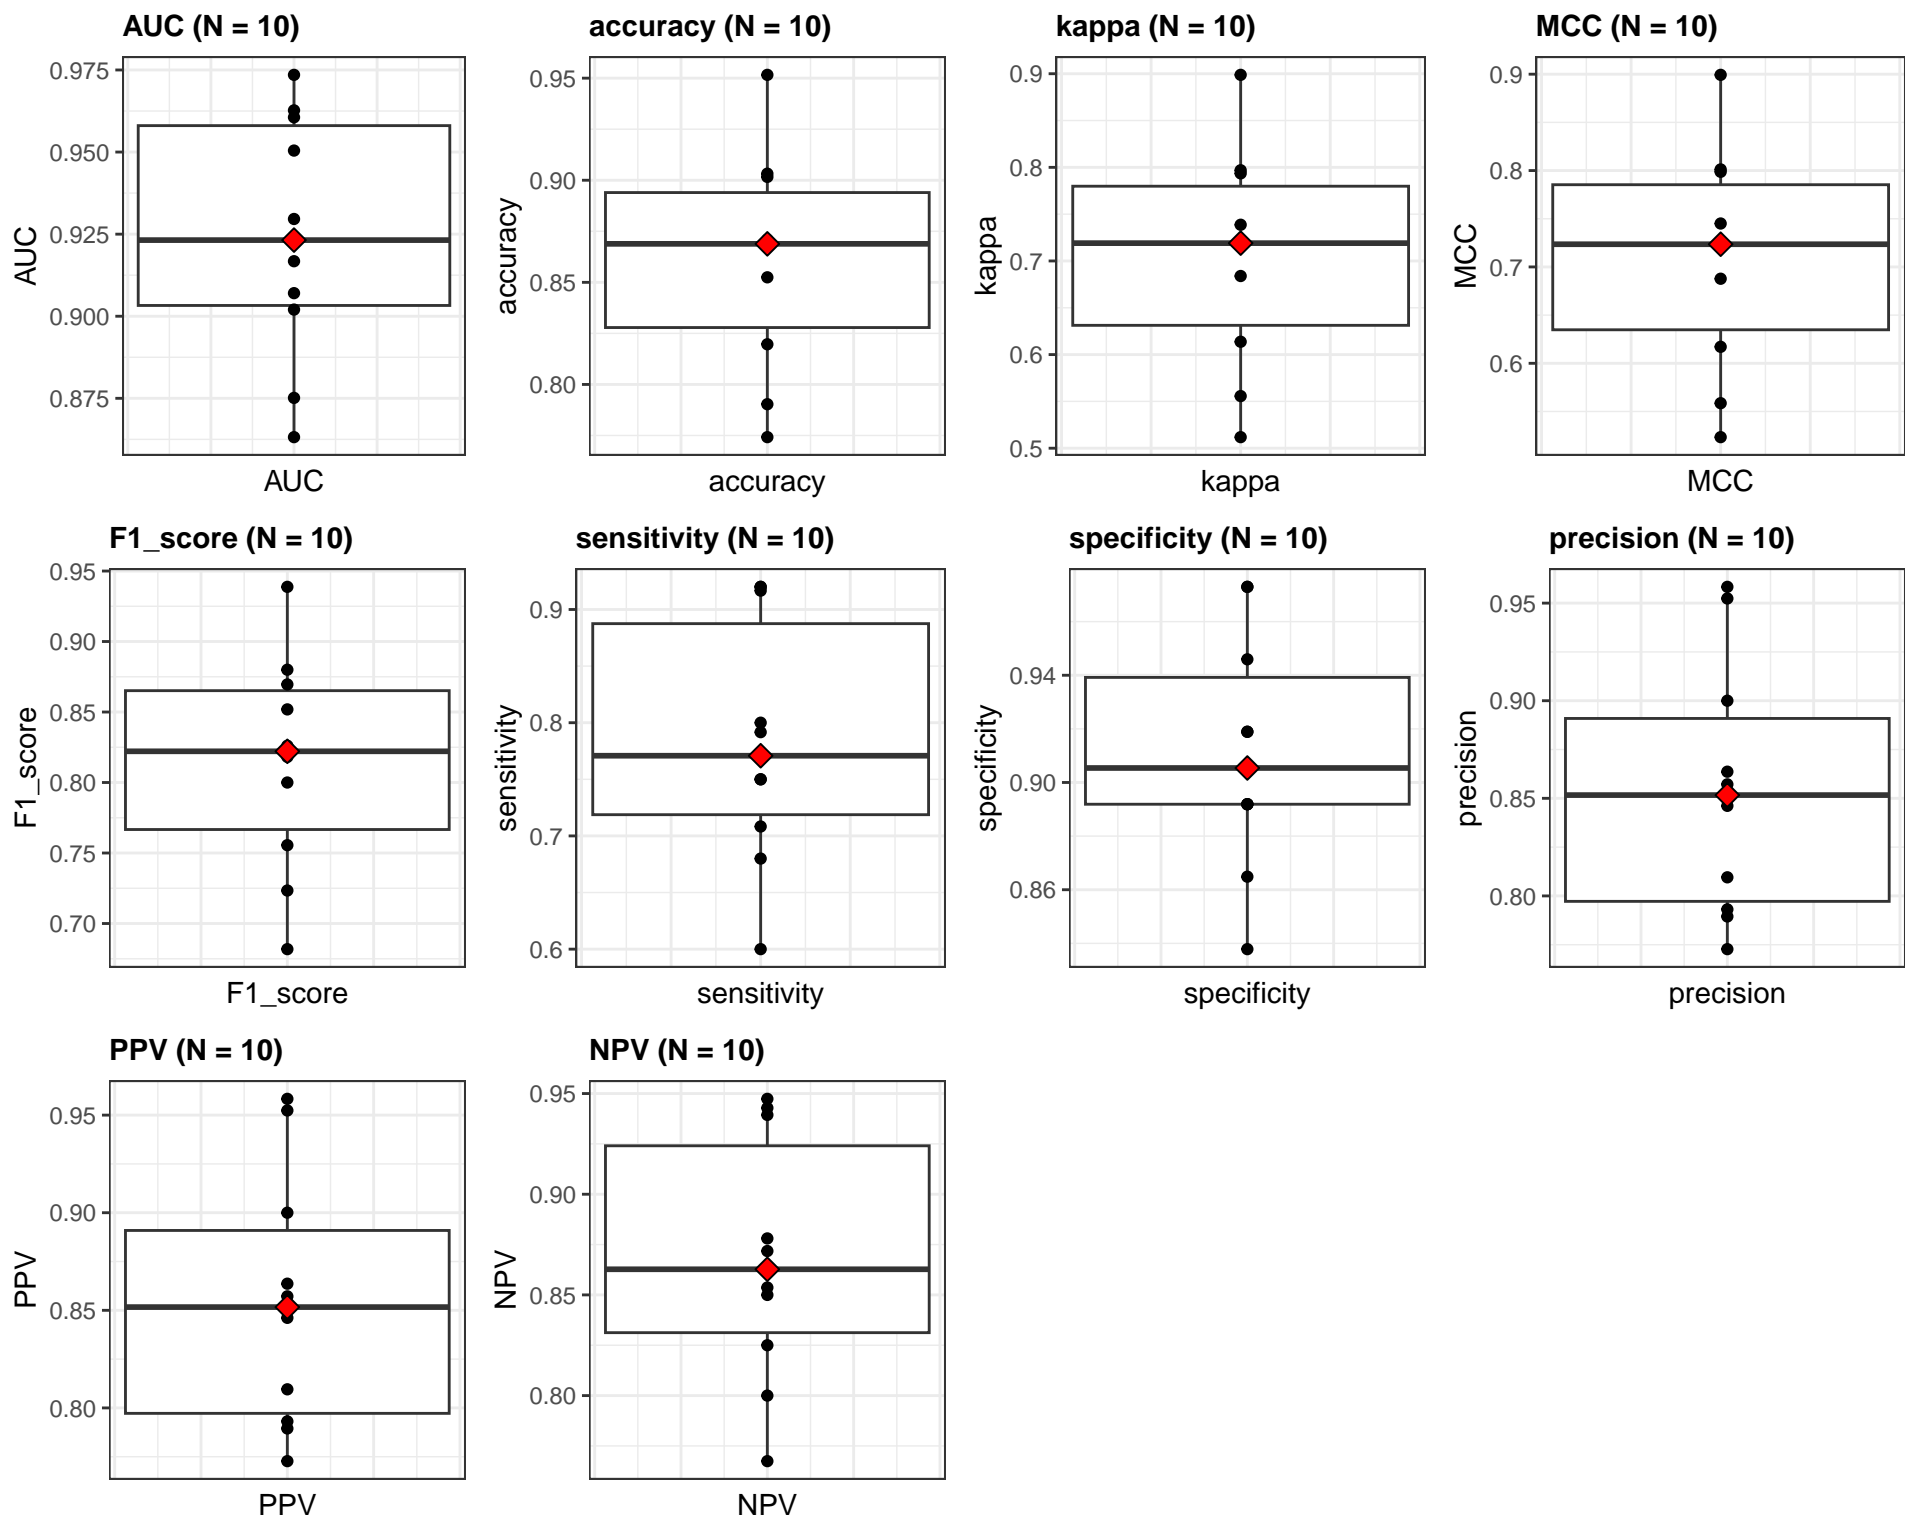 AUC (N = 10)
accuracy (N = 10)
kappa (N = 10)
MCC (N = 10)
AUC
0.975
0.950
0.925
0.900
0.875
AUC
accuracy
0.95
0.90
0.85
0.80
accuracy
kappa
0.9
0.8
0.7
0.6
0.5
kappa
MCC
0.9
0.8
0.7
0.6
MCC
F1_score (N = 10)
sensitivity (N = 10)
specificity (N = 10)
precision (N = 10)
F1_score
0.95
0.90
0.85
0.80
0.75
0.70
F1_score
sensitivity
0.9
0.8
0.7
0.6
sensitivity
specificity
0.94
0.90
0.86
specificity
precision
0.95
0.90
0.85
0.80
precision
PPV (N = 10)
NPV (N = 10)
PPV
0.95
0.90
0.85
0.80
PPV
NPV
0.95
0.90
0.85
0.80
NPV